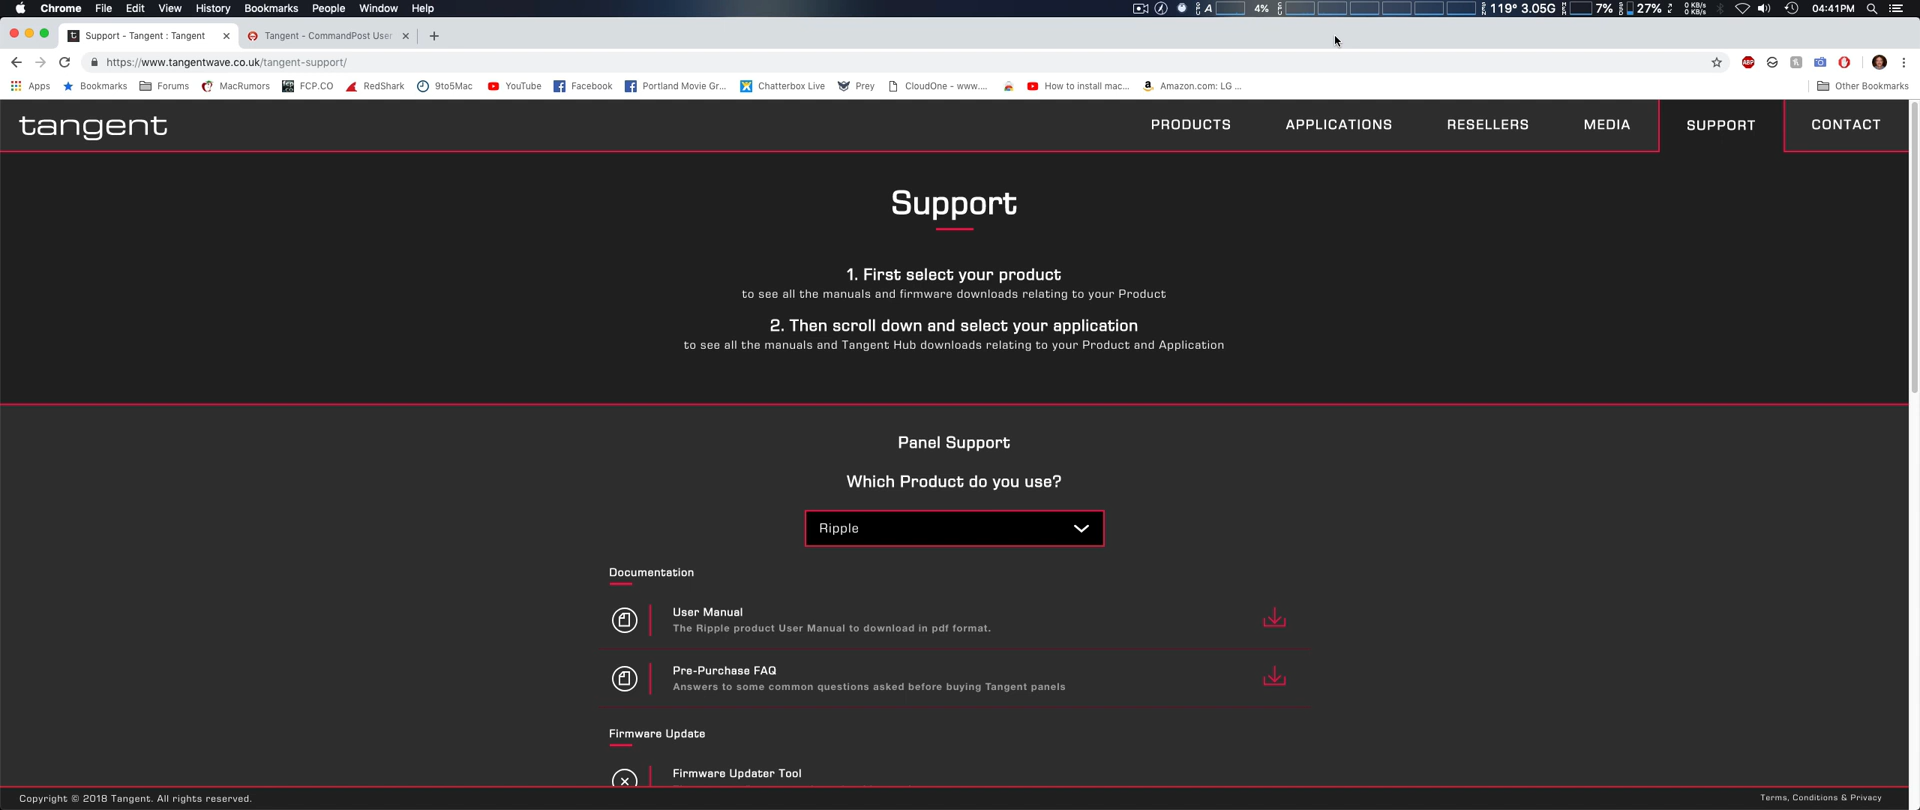 Chrome File Edit View History Bookmarks People Window Help
4% 119° 3.05G 7% 27% 0 KB/s 0 KB/s 04:41PM
Support - Tangent : Tangent
Tangent - CommandPost User
https://www.tangentwave.co.uk/tangent-support/
ABP
Apps Bookmarks Forums MacRumors FCP.CO RedShark 9to5Mac YouTube Facebook Portland Movie Gr... Chatterbox Live Prey CloudOne - www.... How to install mac... Amazon.com: LG ... Other Bookmarks
tangent
PRODUCTS APPLICATIONS RESELLERS MEDIA SUPPORT CONTACT
Support
1. First select your product
to see all the manuals and firmware downloads relating to your Product
2. Then scroll down and select your application
to see all the manuals and Tangent Hub downloads relating to your Product and Application
Panel Support
Which Product do you use?
Ripple
Documentation
User Manual
The Ripple product User Manual to download in pdf format.
Pre-Purchase FAQ
Answers to some common questions asked before buying Tangent panels
Firmware Update
Firmware Updater Tool
Copyright © 2018 Tangent. All rights reserved.
Terms, Conditions & Privacy